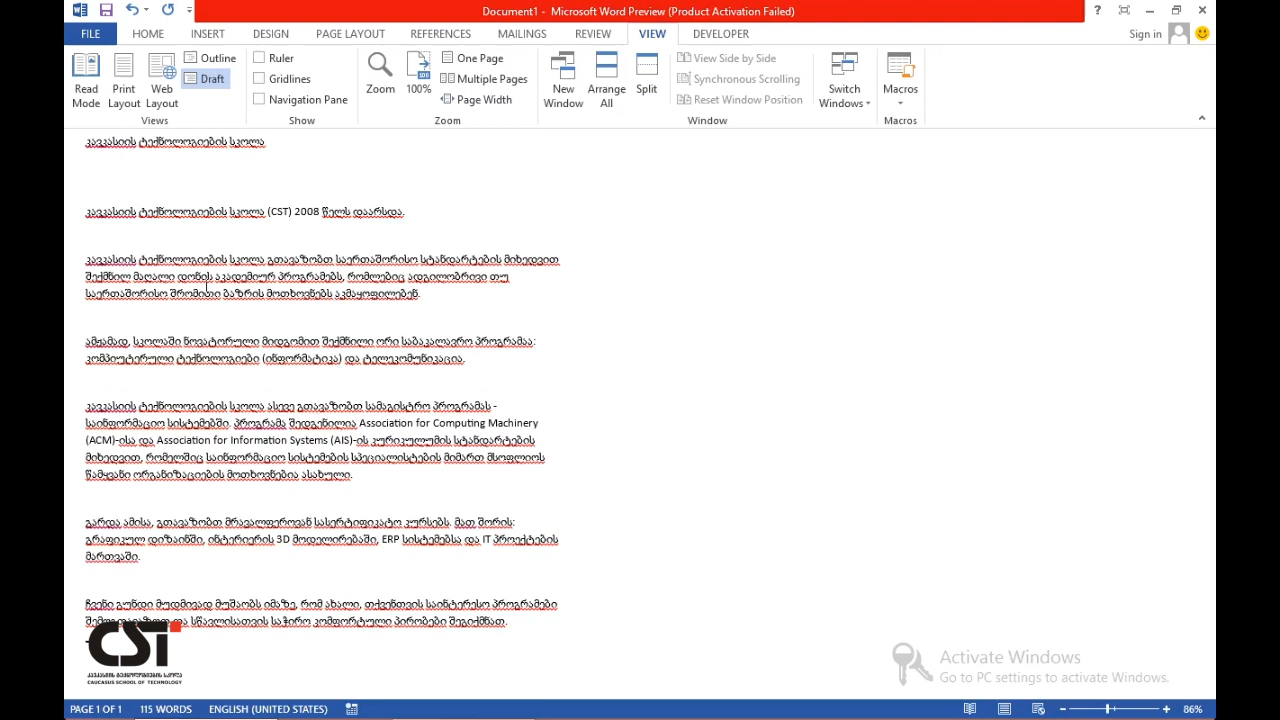 Document1 - Microsoft Word Preview (Product Activation Failed)
FILE HOME INSERT DESIGN PAGE LAYOUT REFERENCES MAILINGS REVIEW VIEW DEVELOPER Sign in
Read Mode
Print Layout
Web Layout
Outline
Draft
Views
Ruler
Gridlines
Navigation Pane
Show
Zoom
100%
One Page
Multiple Pages
Page Width
Zoom
New Window
Arrange All
Split
View Side by Side
Synchronous Scrolling
Reset Window Position
Window
Switch Windows
Macros
Macros
კავკასიის ტექნოლოგიების სკოლა
კავკასიის ტექნოლოგიების სკოლა (CST) 2008 წელს დაარსდა.
კავკასიის ტექნოლოგიების სკოლა გთავაზობთ საერთაშორისო სტანდარტების მიხედვით
შექმნილ მაღალი დონის აკადემიურ პროგრამებს, რომლებიც ადგილობრივი თუ
საერთაშორისო შრომითი ბაზრის მოთხოვნებს აკმაყოფილებენ.
ამჟამად, სკოლაში ნოვატორული მიდგომით შექმნილი ორი საბაკალავრო პროგრამაა:
კომპიუტერული ტექნოლოგიები (ინფორმატიკა) და ტელეკომუნიკაცია.
კავკასიის ტექნოლოგიების სკოლა ასევე გთავაზობთ სამაგისტრო პროგრამას -
საინფორმაციო სისტემებში. პროგრამა შედგენილია Association for Computing Machinery
(ACM)-ისა და Association for Information Systems (AIS)-ის კურიკულუმის სტანდარტების
მიხედვით, რომელშიც საინფორმაციო სისტემების სპეციალისტების მიმართ მსოფლიოს
წამყვანი ორგანიზაციების მოთხოვნებია ასახული.
გარდა ამისა, გთავაზობთ მრავალფეროვან სასერტიფიკატო კურსებს. მათ შორის:
გრაფიკულ დიზაინში, ინტერიერის 3D მოდელირებაში, ERP სისტემებსა და IT პროექტების
მართვაში.
ჩვენი გუნდი მუდმივად მუშაობს იმაზე, რომ ახალი, თქვენთვის საინტერესო პროგრამები
შემოგთავაზოთ და სწავლისათვის საჭირო კომფორტული პირობები შეგიქმნათ.
CST
კავკასიის ტექნოლოგიების სკოლა
CAUCASUS SCHOOL OF TECHNOLOGY
Activate Windows
Go to PC settings to activate Windows.
PAGE 1 OF 1 115 WORDS ENGLISH (UNITED STATES) 86%